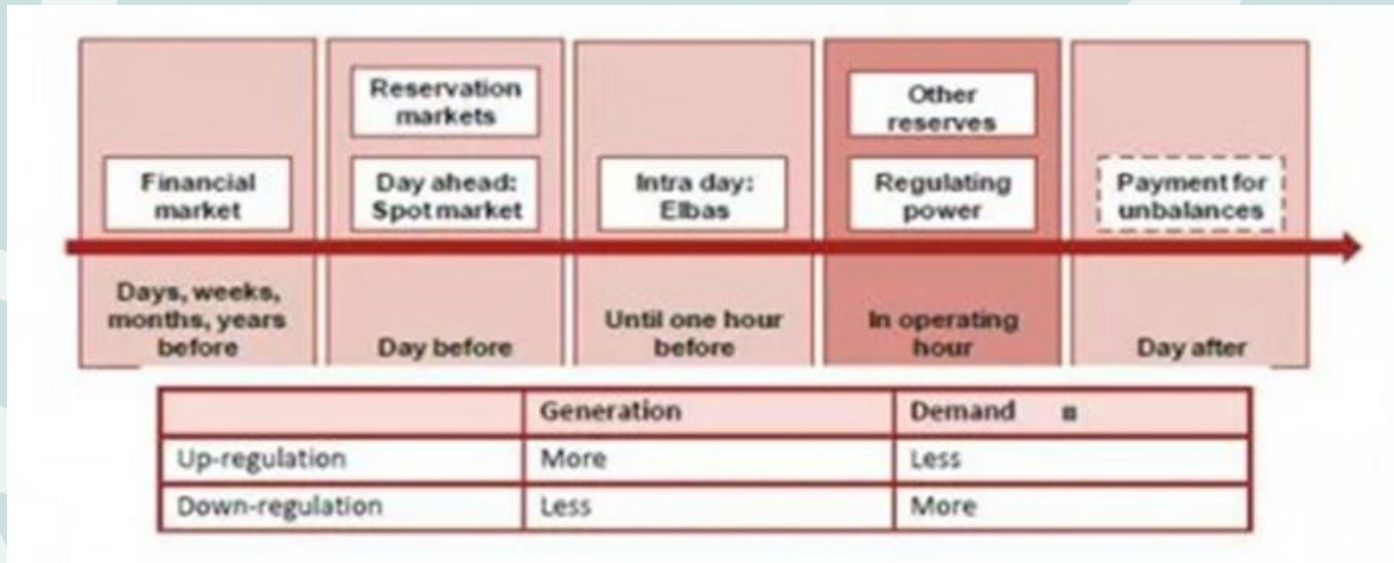 Financial
market
Reservation
markets
Day ahead:
Spot market
Intra day:
Elbas
Other
reserves
Regulating
power
Payment for
unbalances
Days, weeks,
months, years
before
Day before
Until one hour
before
In operating
hour
Day after
Generation Demand
Up-regulation More Less
Down-regulation Less More